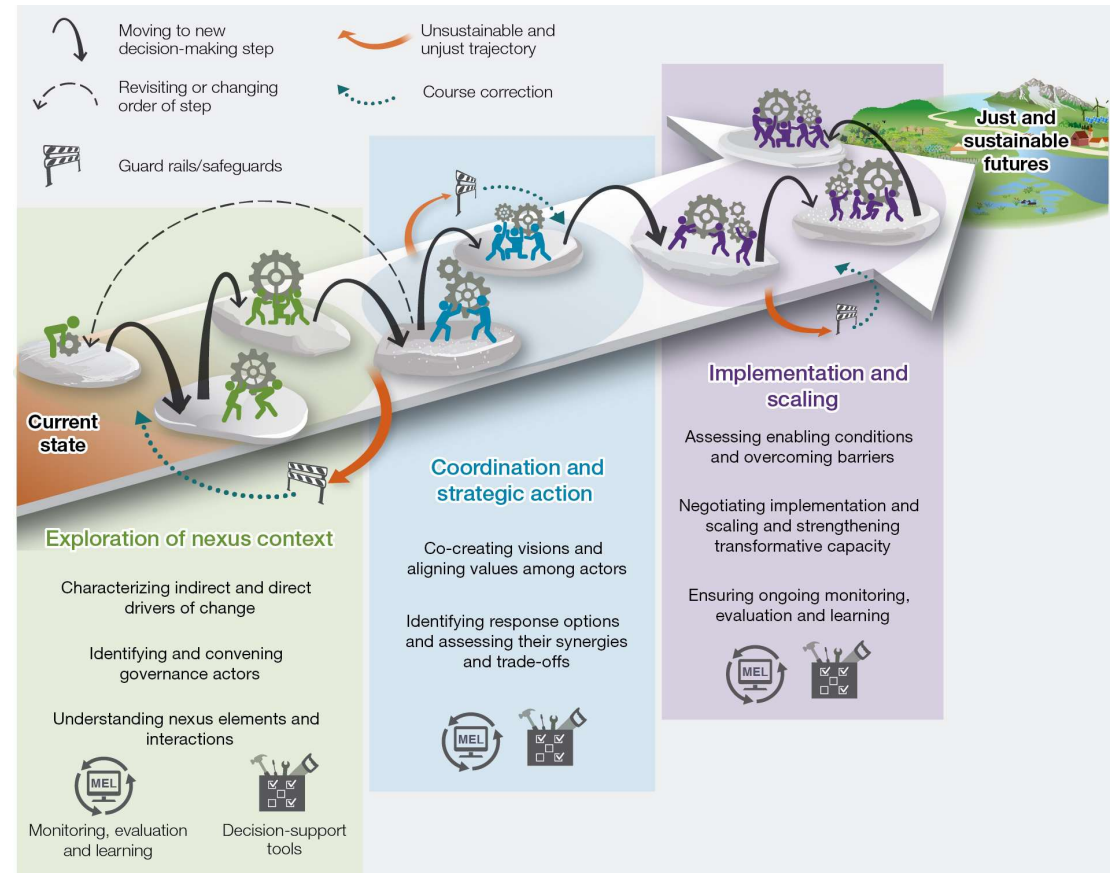 Moving to new
decision-making step
Unsustainable and
unjust trajectory
Revisiting or changing
order of step
Course correction
Guard rails/safeguards
Just and
sustainable
futures
Current
state
Exploration of nexus context
Characterizing indirect and direct
drivers of change
Identifying and convening
governance actors
Understanding nexus elements and
interactions
MEL
Monitoring, evaluation
and learning
Decision-support
tools
Coordination and
strategic action
Co-creating visions and
aligning values among actors
Identifying response options
and assessing their synergies
and trade-offs
MEL
Implementation and
scaling
Assessing enabling conditions
and overcoming barriers
Negotiating implementation and
scaling and strengthening
transformative capacity
Ensuring ongoing monitoring,
evaluation and learning
MEL